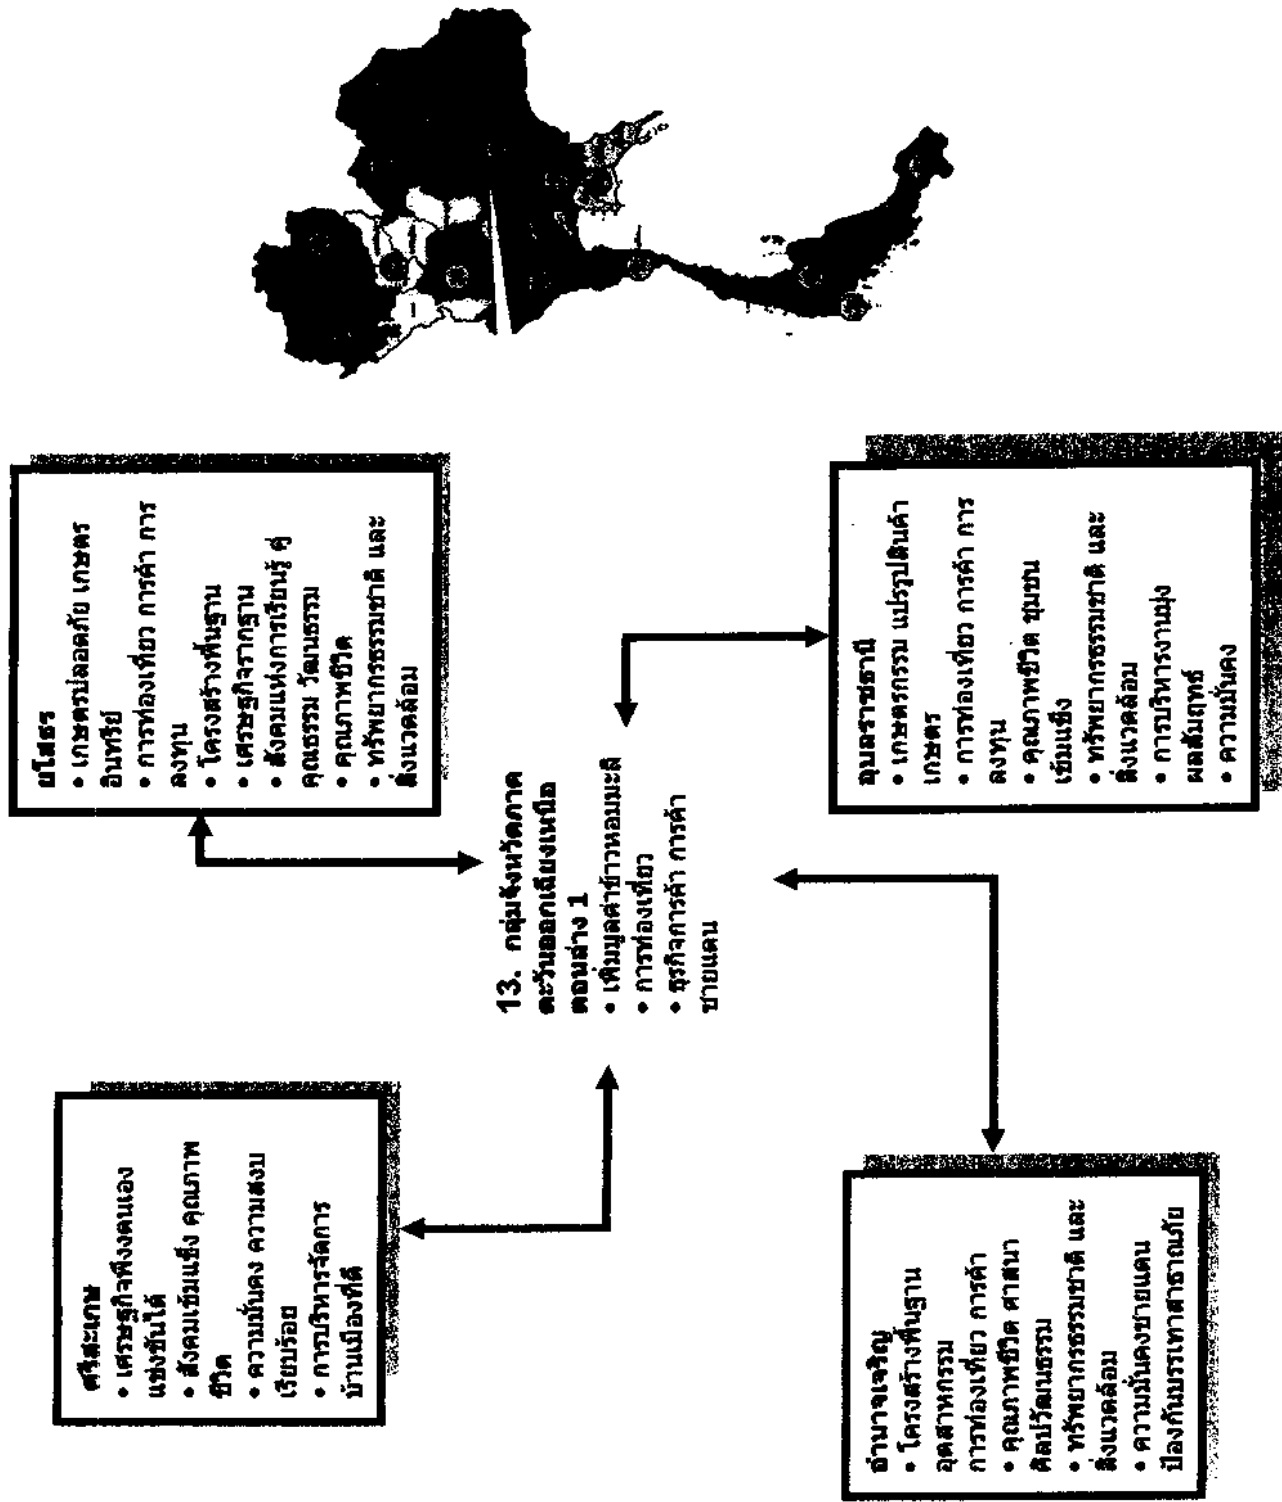 ศรีสะเกษ
• เศรษฐกิจพึ่งตนเอง
แข่งขันได้
• สังคมเข้มแข็ง คุณภาพ
ชีวิต
• ความมั่นคง ความสงบ
เรียบร้อย
• การบริหารจัดการ
บ้านเมืองที่ดี
ยโสธร
• เกษตรปลอดภัย เกษตร
อินทรีย์
• การท่องเที่ยว การค้า การ
ลงทุน
• โครงสร้างพื้นฐาน
• เศรษฐกิจรากฐาน
• สังคมแห่งการเรียนรู้ คู่
คุณธรรม วัฒนธรรม
• คุณภาพชีวิต
• ทรัพยากรธรรมชาติ และ
สิ่งแวดล้อม
13. กลุ่มจังหวัดภาค
ตะวันออกเฉียงเหนือ
ตอนล่าง 1
• เพิ่มมูลค่าข้าวหอมมะลิ
• การท่องเที่ยว
• ธุรกิจการค้า การค้า
ชายแดน
อำนาจเจริญ
• โครงสร้างพื้นฐาน
อุตสาหกรรม
การท่องเที่ยว การค้า
• คุณภาพชีวิต ศาสนา
ศิลปวัฒนธรรม
• ทรัพยากรธรรมชาติ และ
สิ่งแวดล้อม
• ความมั่นคงชายแดน
ป้องกันบรรเทาสาธาณภัย
อุบลราชธานี
• เกษตรกรรม แปรรูปสินค้า
เกษตร
• การท่องเที่ยว การค้า การ
ลงทุน
• คุณภาพชีวิต ชุมชน
เข้มแข็ง
• ทรัพยากรธรรมชาติ และ
สิ่งแวดล้อม
• การบริหารงานมุ่ง
ผลสัมฤทธิ์
• ความมั่นคง